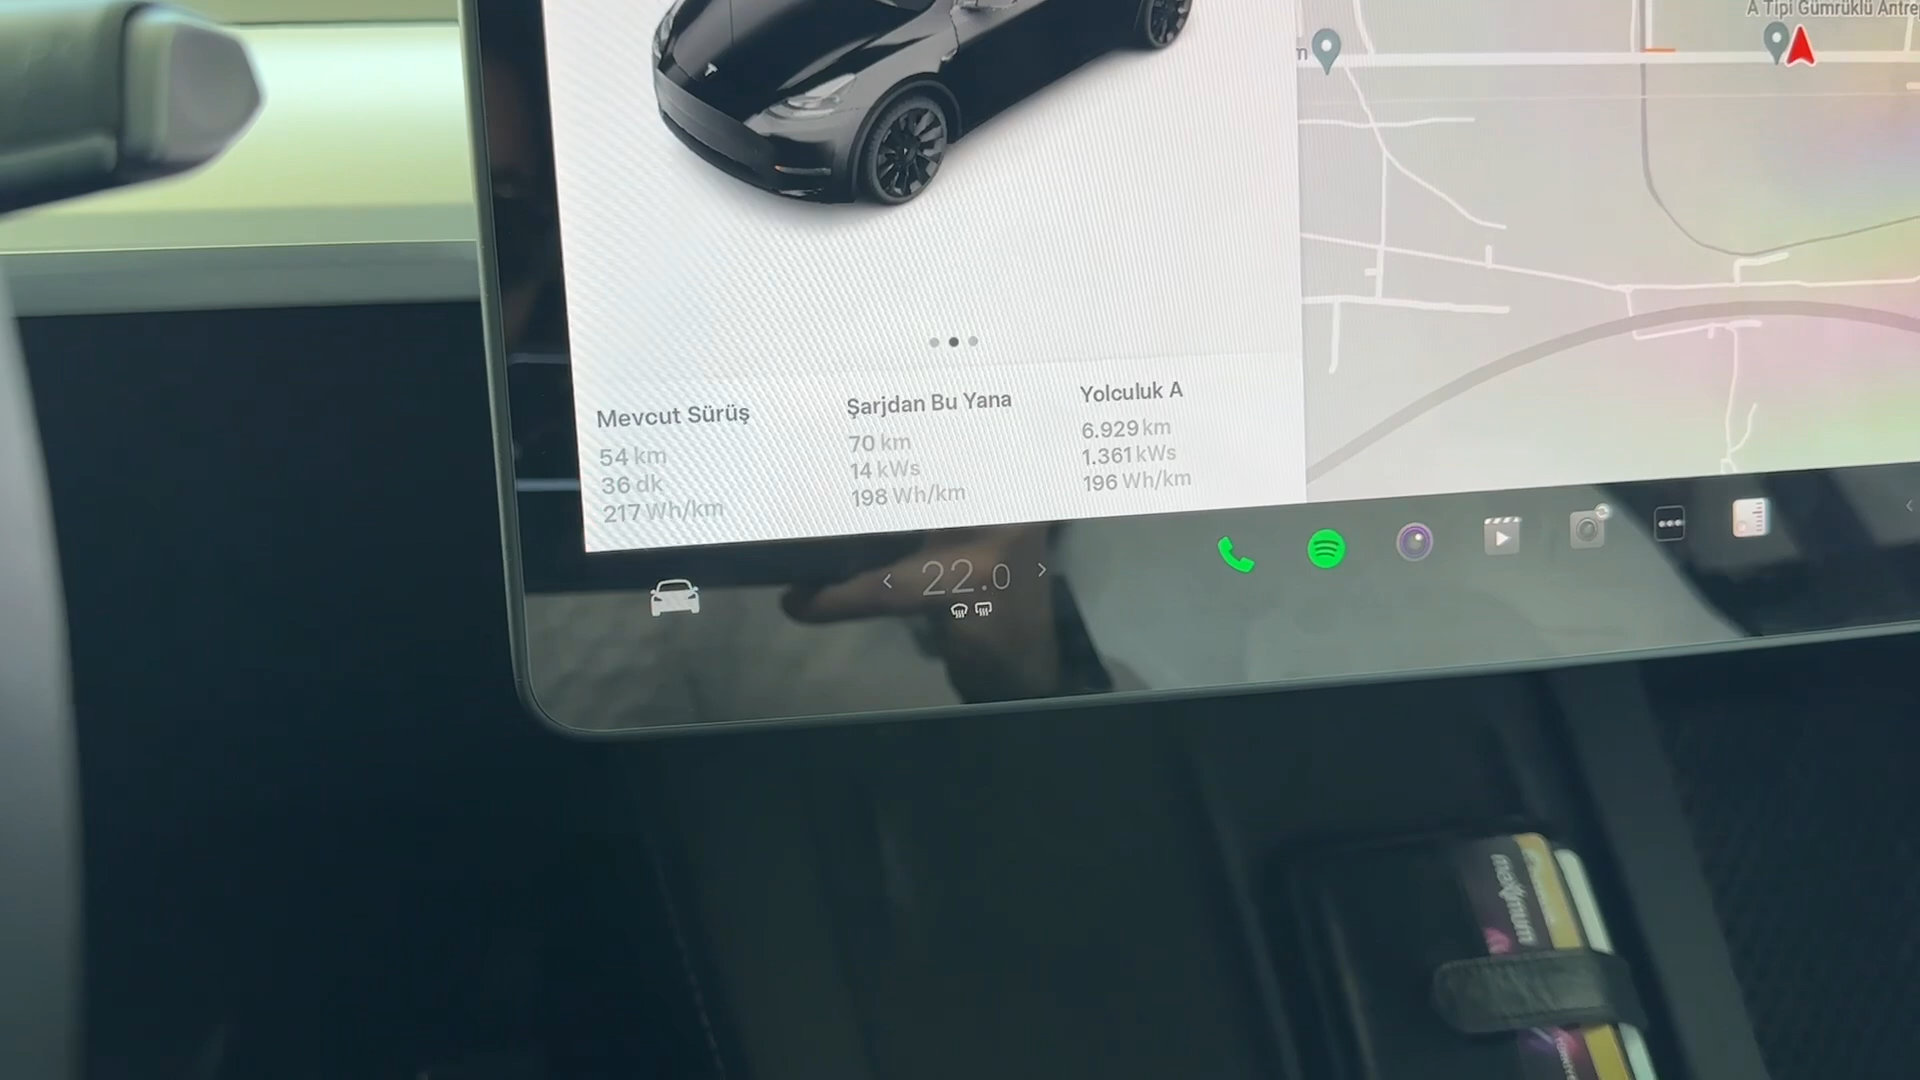 A Tipi Gümrüklü Antre
m
Mevcut Sürüş
54 km
36 dk
217 Wh/km
Şarjdan Bu Yana
70 km
14 kWs
198 Wh/km
Yolculuk A
6.929 km
1.361 kWs
196 Wh/km
22.0
maximum